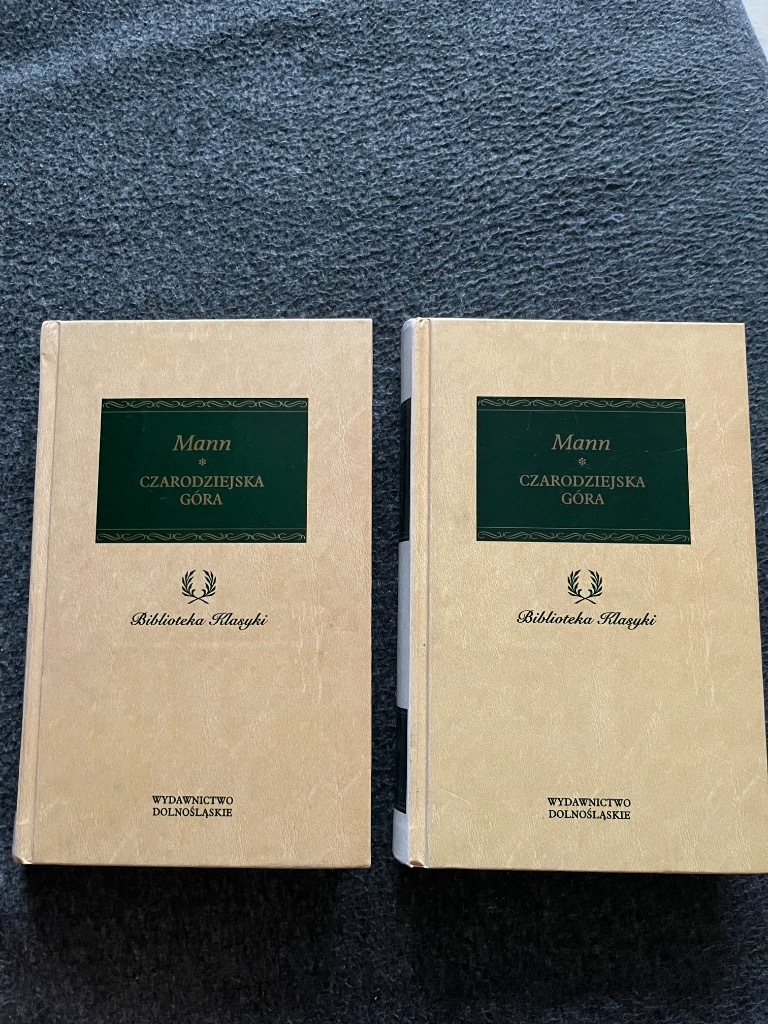 Mann
*
CZARODZIEJSKA
GÓRA
Biblioteka Klasyki
WYDAWNICTWO
DOLNOŚLĄSKIE
Mann
*
CZARODZIEJSKA
GÓRA
Biblioteka Klasyki
WYDAWNICTWO
DOLNOŚLĄSKIE